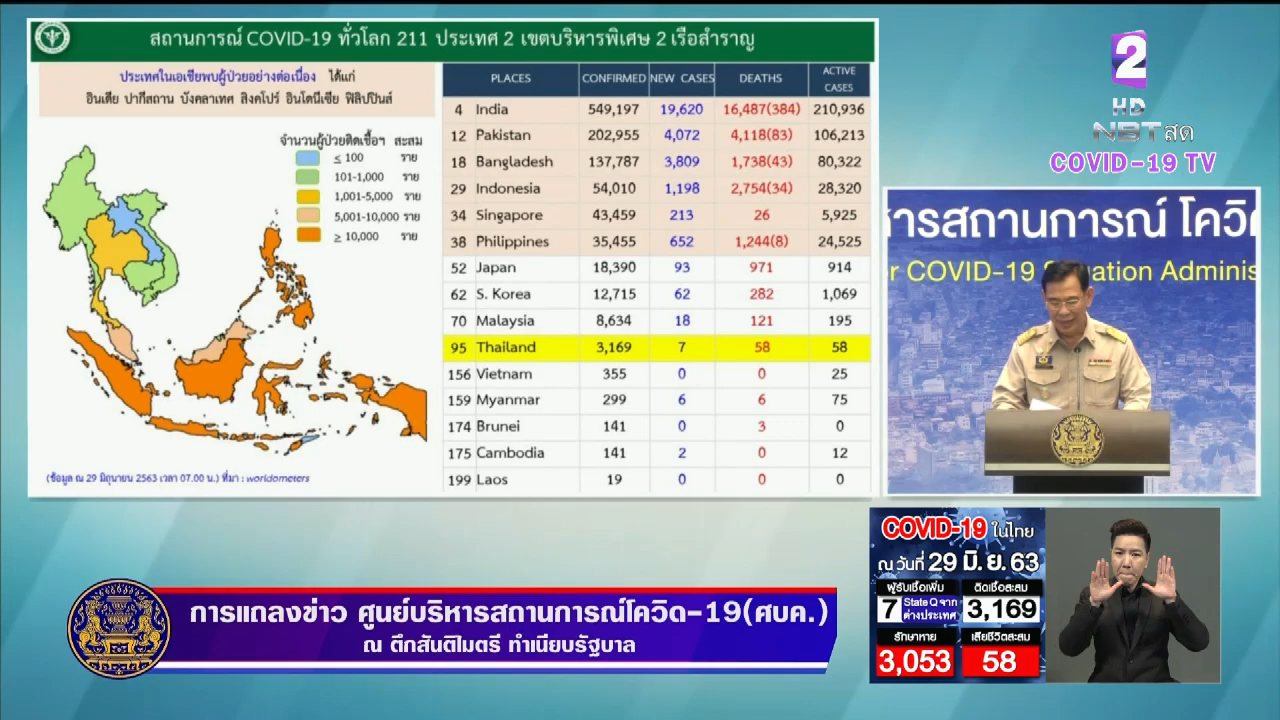 สถานการณ์ COVID-19 ทั่วโลก 211 ประเทศ 2 เขตบริหารพิเศษ 2 เรือสำราญ
ประเทศในเอเชียพบผู้ป่วยอย่างต่อเนื่อง ได้แก่
อินเดีย ปากีสถาน บังคลาเทศ สิงคโปร์ อินโดนีเซีย ฟิลิปปินส์
จำนวนผู้ป่วยติดเชื้อฯ สะสม
≤ 100 ราย
101-1,000 ราย
1,001-5,000 ราย
5,001-10,000 ราย
≥ 10,000 ราย
(ข้อมูล ณ 29 มิถุนายน 2563 เวลา 07.00 น.) ที่มา : worldometers
PLACES CONFIRMED NEW CASES DEATHS ACTIVE CASES
4 India 549,197 19,620 16,487(384) 210,936
12 Pakistan 202,955 4,072 4,118(83) 106,213
18 Bangladesh 137,787 3,809 1,738(43) 80,322
29 Indonesia 54,010 1,198 2,754(34) 28,320
34 Singapore 43,459 213 26 5,925
38 Philippines 35,455 652 1,244(8) 24,525
52 Japan 18,390 93 971 914
62 S. Korea 12,715 62 282 1,069
70 Malaysia 8,634 18 121 195
95 Thailand 3,169 7 58 58
156 Vietnam 355 0 0 25
159 Myanmar 299 6 6 75
174 Brunei 141 0 3 0
175 Cambodia 141 2 0 12
199 Laos 19 0 0 0
2
HD
NBT สด
COVID-19 TV
หารสถานการณ์ โควิด
er COVID-19 Situation Adminis
COVID-19 ในไทย
ณ วันที่ 29 มิ.ย. 63
ผู้รับเชื้อเพิ่ม ติดเชื้อสะสม
7 State Q จากต่างประเทศ 3,169
รักษาหาย เสียชีวิตสะสม
3,053 58
การแถลงข่าว ศูนย์บริหารสถานการณ์โควิด-19(ศบค.)
ณ ตึกสันติไมตรี ทำเนียบรัฐบาล